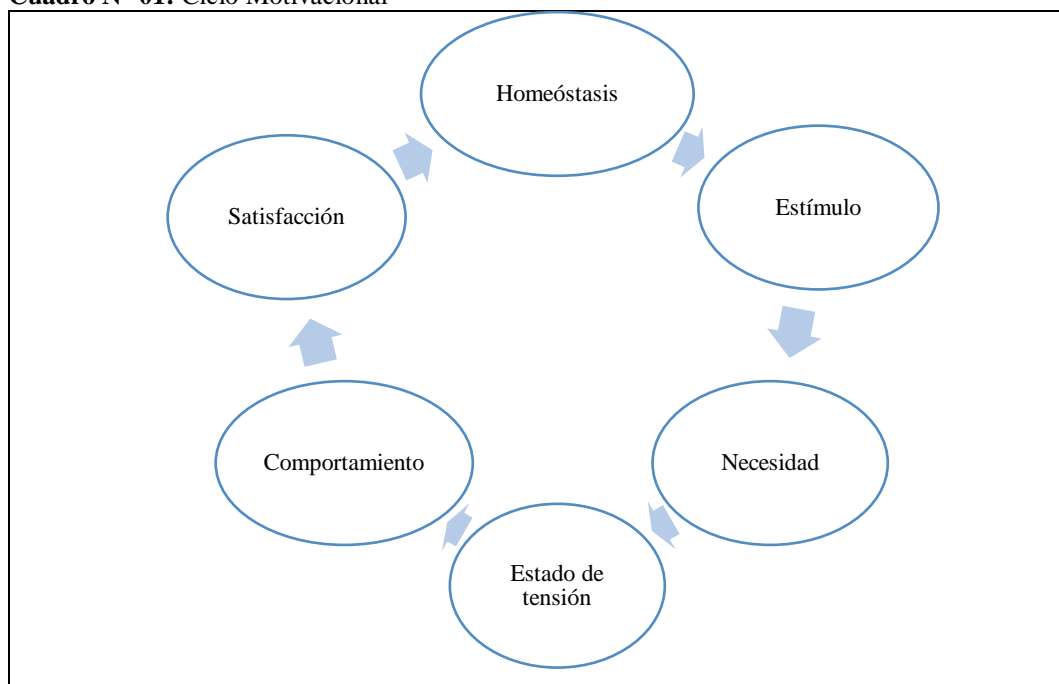 Cuadro N° 01: Ciclo Motivacional
Homeóstasis
Estímulo
Necesidad
Estado de
tensión
Comportamiento
Satisfacción